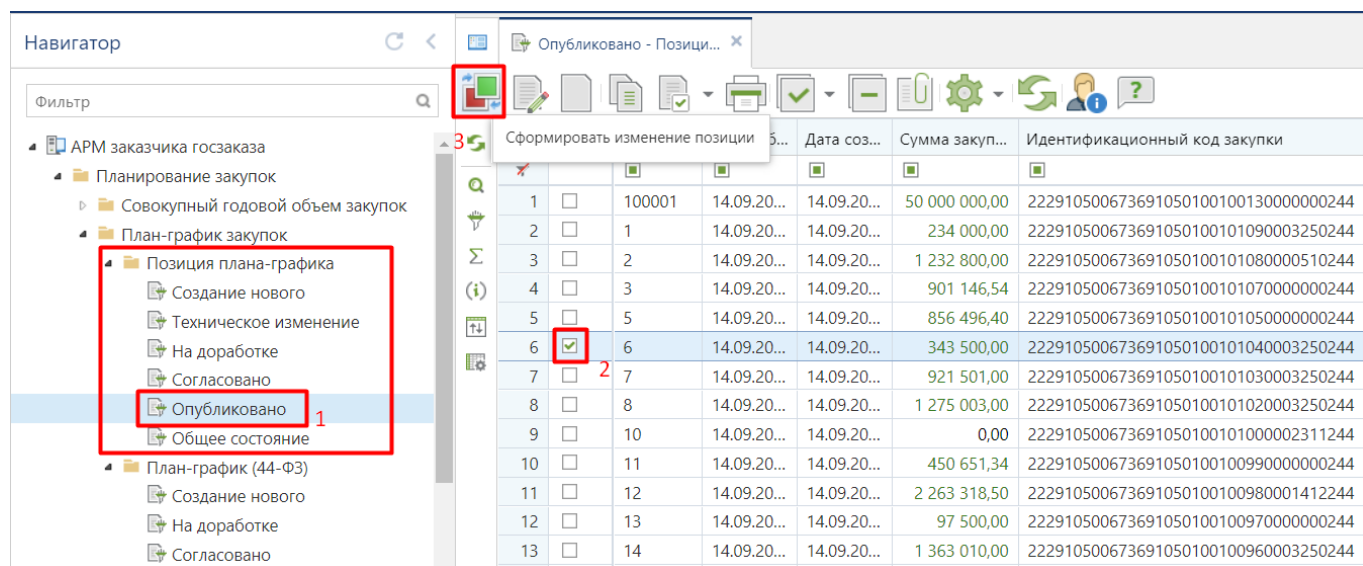 Навигатор
Фильтр
АРМ заказчика госзаказа
Планирование закупок
Совокупный годовой объем закупок
План-график закупок
Позиция плана-графика
Создание нового
Техническое изменение
На доработке
Согласовано
Опубликовано 1
Общее состояние
План-график (44-ФЗ)
Создание нового
На доработке
Согласовано
Опубликовано - Позици... ×
3 Сформировать изменение позиции
Дата соз... Сумма закуп... Идентификационный код закупки
1 100001 14.09.20... 14.09.20... 50 000 000,00 222910500673691050100100130000000244
2 1 14.09.20... 14.09.20... 234 000,00 222910500673691050100101090003250244
3 2 14.09.20... 14.09.20... 1 232 800,00 222910500673691050100101080000510244
4 3 14.09.20... 14.09.20... 901 146,54 222910500673691050100101070000000244
5 5 14.09.20... 14.09.20... 856 496,40 222910500673691050100101050000000244
6 6 14.09.20... 14.09.20... 343 500,00 222910500673691050100101040003250244
2
7 7 14.09.20... 14.09.20... 921 501,00 222910500673691050100101030003250244
8 8 14.09.20... 14.09.20... 1 275 003,00 222910500673691050100101020003250244
9 10 14.09.20... 14.09.20... 0,00 222910500673691050100101000002311244
10 11 14.09.20... 14.09.20... 450 651,34 222910500673691050100100990000000244
11 12 14.09.20... 14.09.20... 2 263 318,50 222910500673691050100100980001412244
12 13 14.09.20... 14.09.20... 97 500,00 222910500673691050100100970000000244
13 14 14.09.20... 14.09.20... 1 363 010,00 222910500673691050100100960003250244